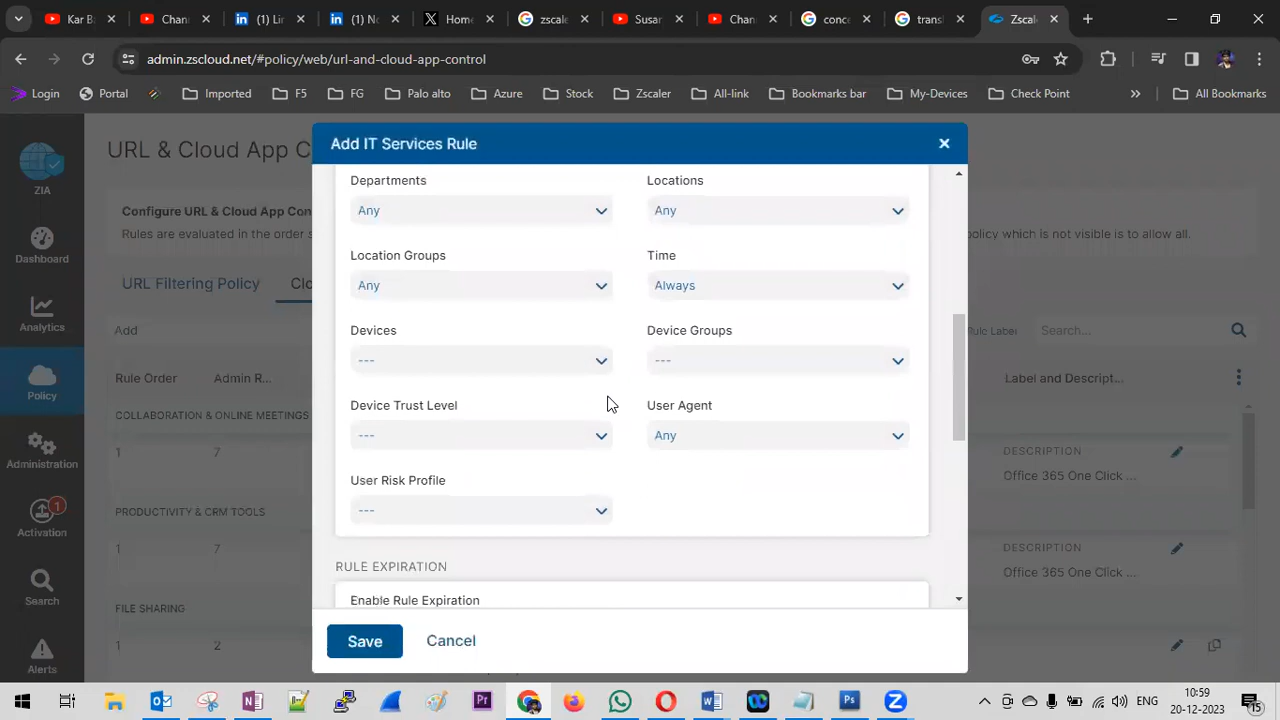 Kar B
Chan
(1) Lir
(1) Ne
Home
zscale
Susar
Chan
conce
transl
Zscal
admin.zscloud.net/#policy/web/url-and-cloud-app-control
Login
Portal
Imported
F5
FG
Palo alto
Azure
Stock
Zscaler
All-link
Bookmarks bar
My-Devices
Check Point
All Bookmarks
ZIA
Dashboard
Analytics
Policy
Administration
1
Activation
Search
Alerts
URL & Cloud App C
Configure URL & Cloud App Con
Rules are evaluated in the order s
policy which is not visible is to allow all.
URL Filtering Policy
Clo
Add
Rule Label
Search...
Rule Order
Admin R...
Label and Descript...
COLLABORATION & ONLINE MEETINGS
1
7
DESCRIPTION
Office 365 One Click ...
PRODUCTIVITY & CRM TOOLS
1
7
DESCRIPTION
Office 365 One Click ...
FILE SHARING
1
2
Add IT Services Rule
Departments
Locations
Any
Any
Location Groups
Time
Any
Always
Devices
Device Groups
---
---
Device Trust Level
User Agent
---
Any
User Risk Profile
---
RULE EXPIRATION
Enable Rule Expiration
Save
Cancel
ENG
10:59
20-12-2023
15